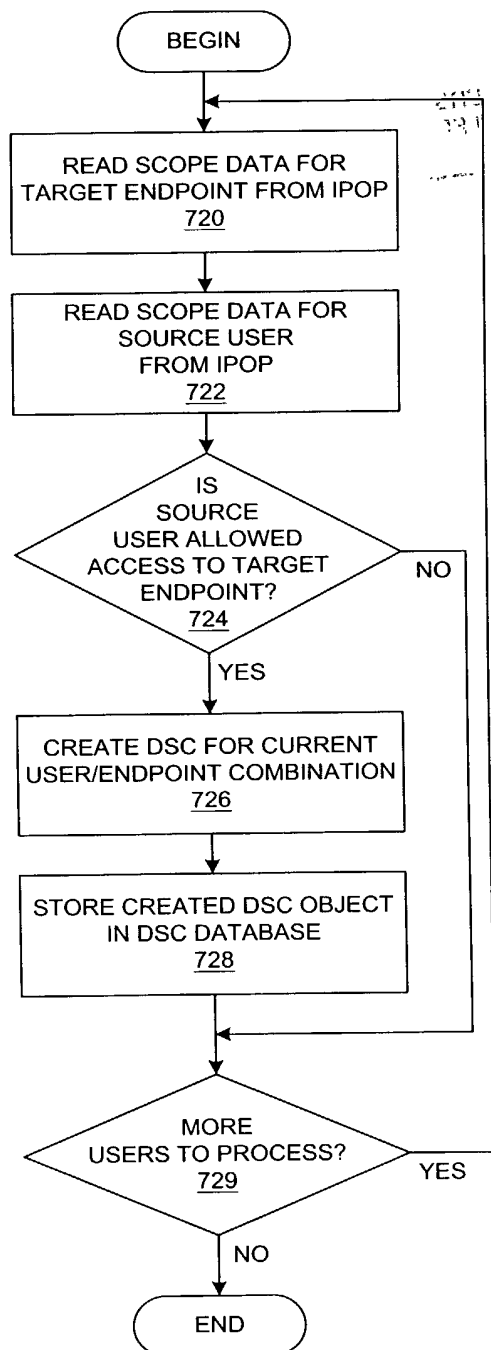 BEGIN
READ SCOPE DATA FOR
TARGET ENDPOINT FROM IPOP
720
READ SCOPE DATA FOR
SOURCE USER
FROM IPOP
722
IS
SOURCE
USER ALLOWED
ACCESS TO TARGET
ENDPOINT?
724
NO
YES
CREATE DSC FOR CURRENT
USER/ENDPOINT COMBINATION
726
STORE CREATED DSC OBJECT
IN DSC DATABASE
728
MORE
USERS TO PROCESS?
729
YES
NO
END